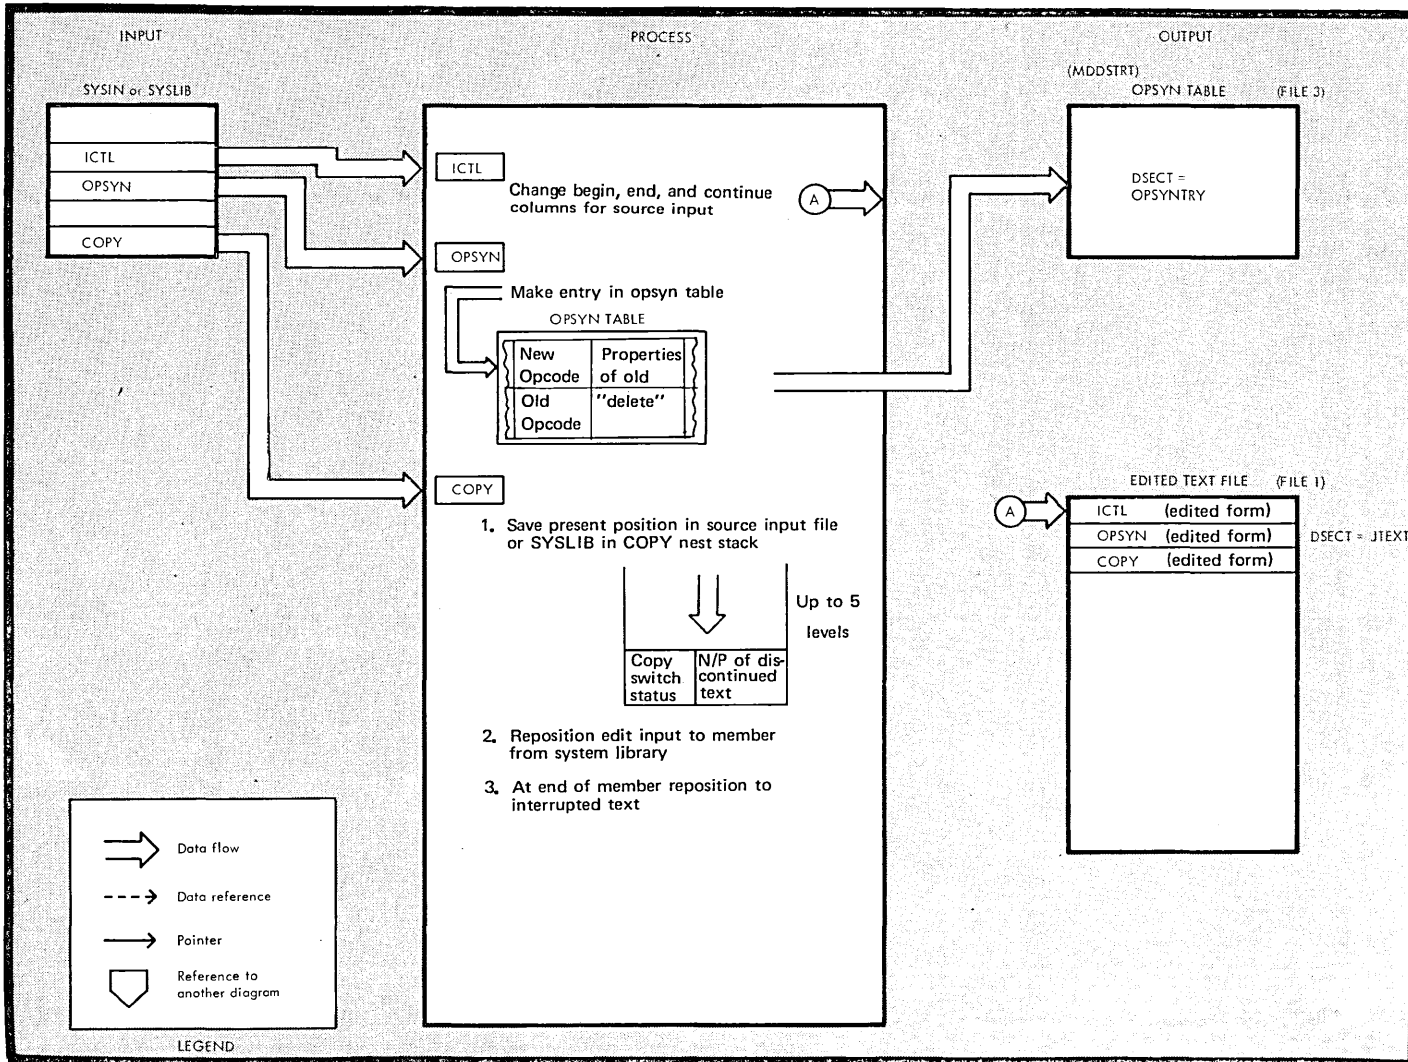 INPUT
PROCESS
OUTPUT
SYSIN or SYSLIB
ICTL
OPSYN
COPY
ICTL
Change begin, end, and continue
columns for source input
A
OPSYN
Make entry in opsyn table
OPSYN TABLE
New Opcode
Properties of old
Old Opcode
"delete"
COPY
1. Save present position in source input file
or SYSLIB in COPY nest stack
Up to 5
levels
Copy switch status
N/P of dis-
continued
text
2. Reposition edit input to member
from system library
3. At end of member reposition to
interrupted text
(MDDSTRT)
OPSYN TABLE (FILE 3)
DSECT =
OPSYNTRY
EDITED TEXT FILE (FILE 1)
A
ICTL (edited form)
OPSYN (edited form)
COPY (edited form)
DSECT = JTEXT
Data flow
Data reference
Pointer
Reference to
another diagram
LEGEND